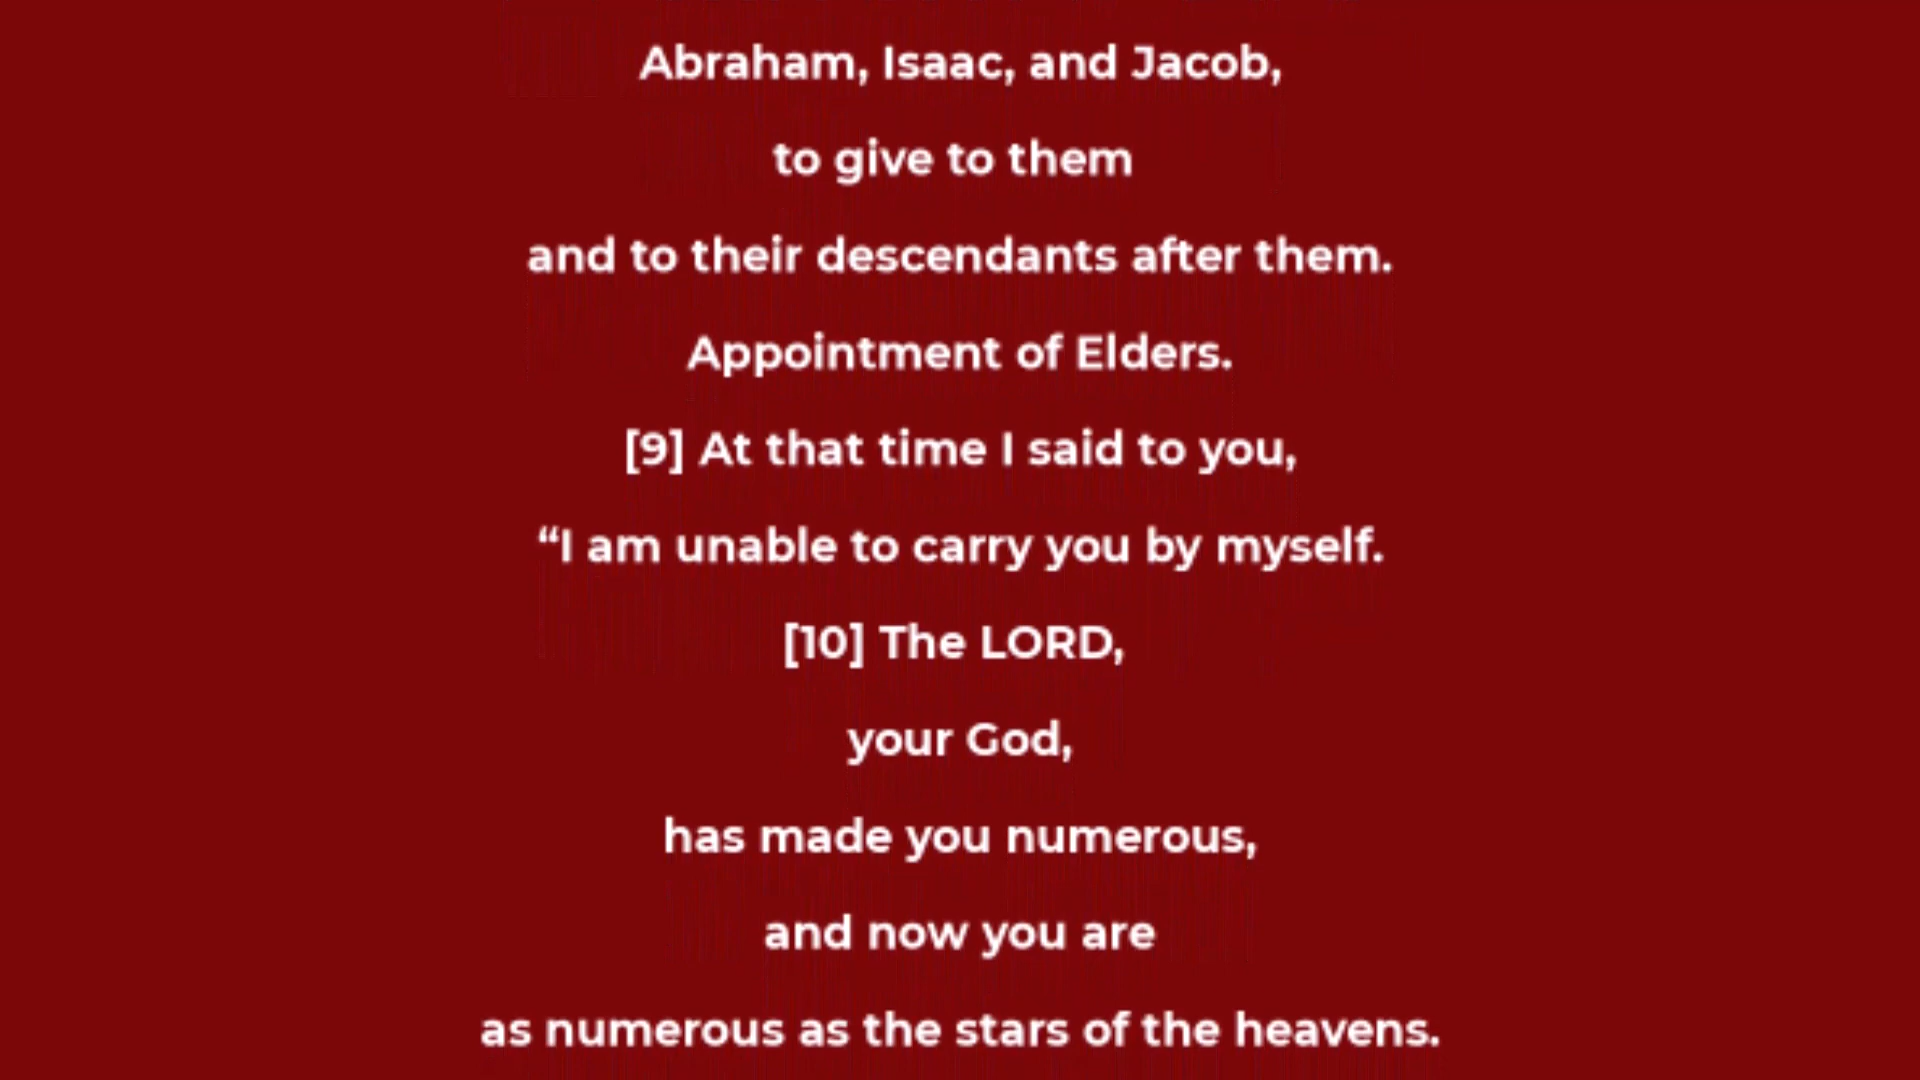 Abraham, Isaac, and Jacob,
to give to them
and to their descendants after them.
Appointment of Elders.
[9] At that time I said to you,
“I am unable to carry you by myself.
[10] The LORD,
your God,
has made you numerous,
and now you are
as numerous as the stars of the heavens.